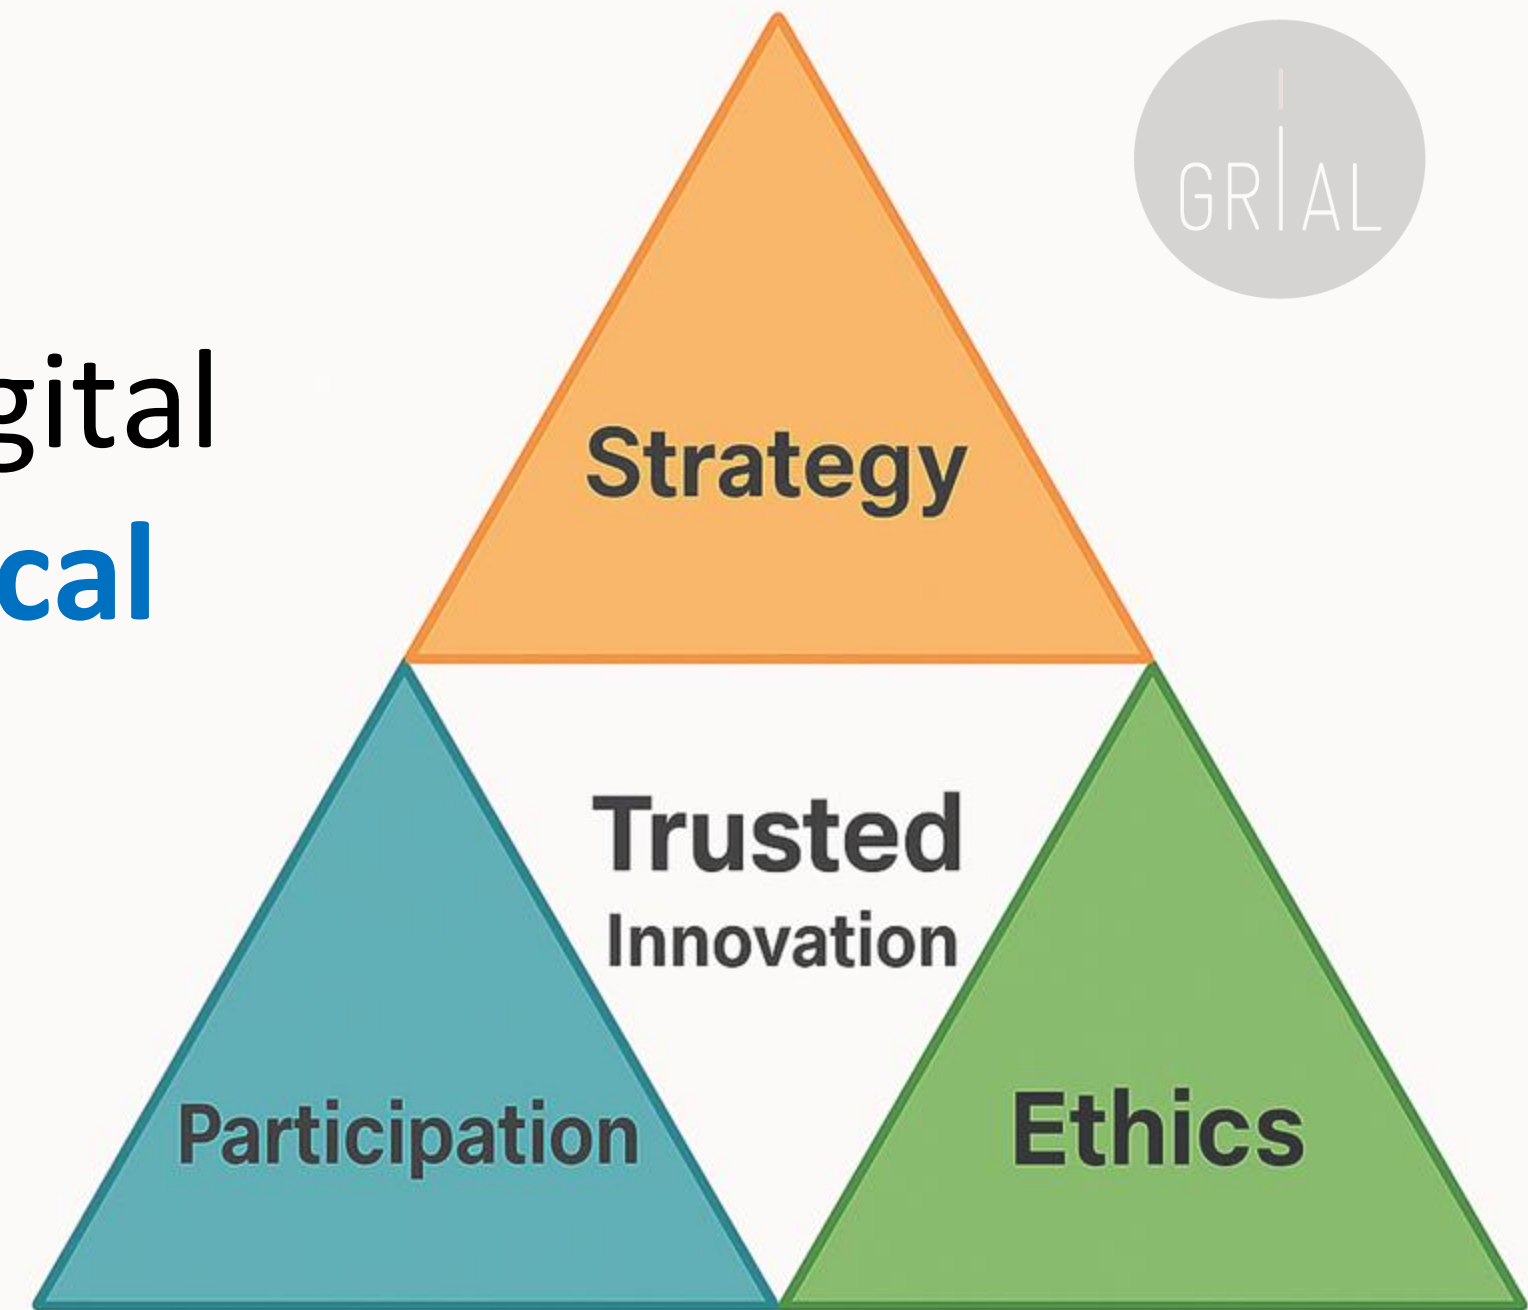 GRIAL
gital
cal
Strategy
Trusted
Innovation
Participation
Ethics